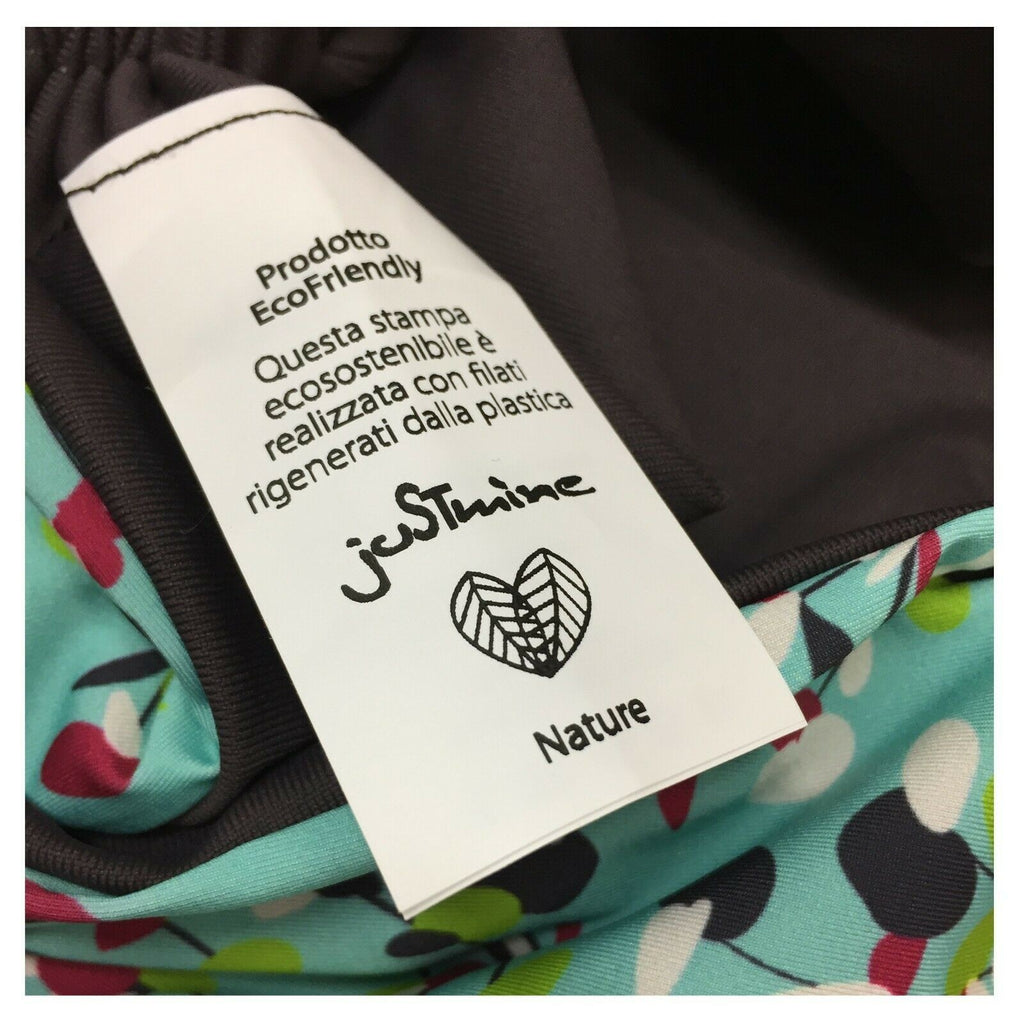 Prodotto
EcoFriendly
Questa stampa
ecosostenibile è
realizzata con filati
rigenerati dalla plastica
juSTmine
Nature